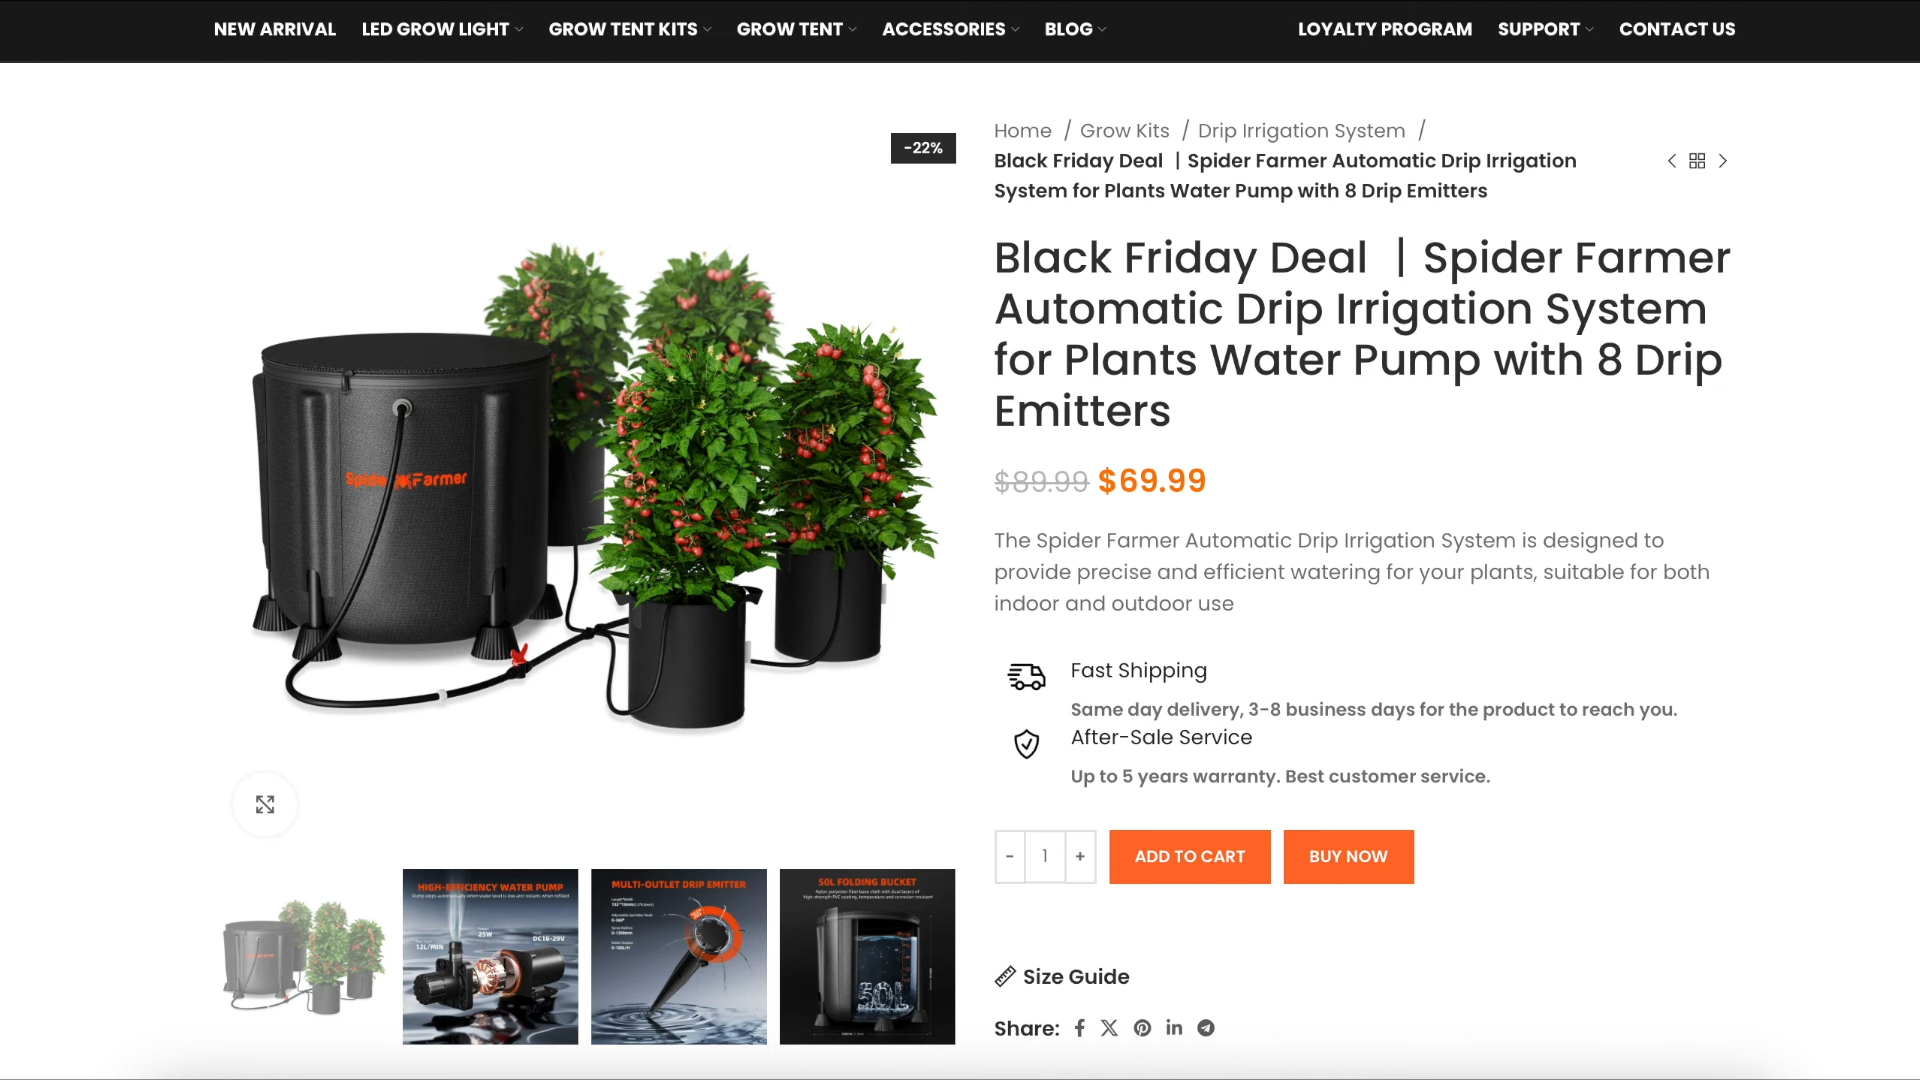 NEW ARRIVAL LED GROW LIGHT GROW TENT KITS GROW TENT ACCESSORIES BLOG LOYALTY PROGRAM SUPPORT CONTACT US
-22%
Spider Farmer
Home / Grow Kits / Drip Irrigation System /
Black Friday Deal | Spider Farmer Automatic Drip Irrigation
System for Plants Water Pump with 8 Drip Emitters
Black Friday Deal | Spider Farmer
Automatic Drip Irrigation System
for Plants Water Pump with 8 Drip
Emitters
$89.99 $69.99
The Spider Farmer Automatic Drip Irrigation System is designed to
provide precise and efficient watering for your plants, suitable for both
indoor and outdoor use
Fast Shipping
Same day delivery, 3-8 business days for the product to reach you.
After-Sale Service
Up to 5 years warranty. Best customer service.
- 1 + ADD TO CART BUY NOW
HIGH-EFFICIENCY WATER PUMP
12L/MIN
25W
DC18-29V
MULTI-OUTLET DRIP EMITTER
50L FOLDING BUCKET
50L
Size Guide
Share: